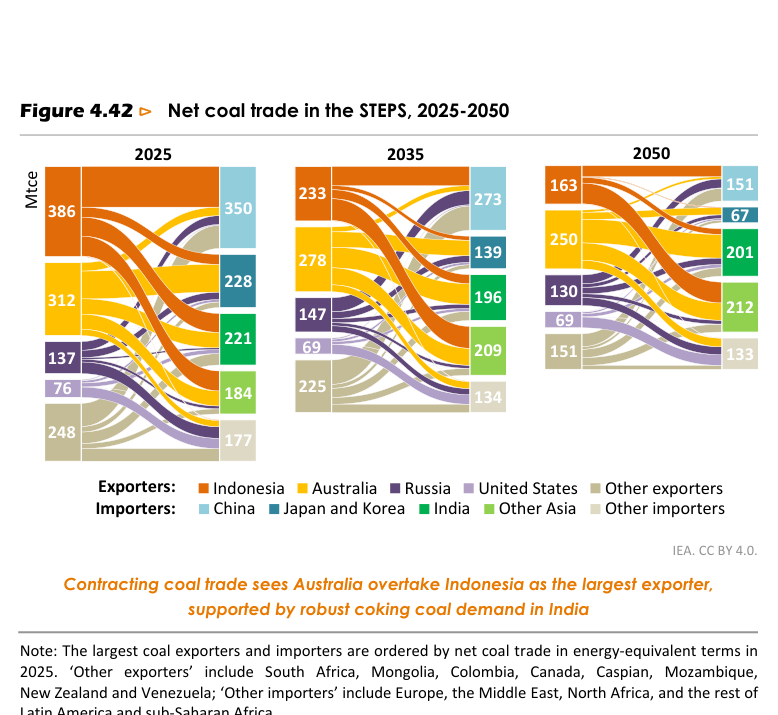 Figure 4.42 ▷ Net coal trade in the STEPS, 2025-2050
2025 2035 2050
Mtce
386
312
137
76
248
350
228
221
184
177
233
278
147
69
225
273
139
196
209
134
163
250
130
69
151
151
67
201
212
133
Exporters: Indonesia Australia Russia United States Other exporters
Importers: China Japan and Korea India Other Asia Other importers
IEA. CC BY 4.0.
Contracting coal trade sees Australia overtake Indonesia as the largest exporter,
supported by robust coking coal demand in India
Note: The largest coal exporters and importers are ordered by net coal trade in energy-equivalent terms in
2025. ‘Other exporters’ include South Africa, Mongolia, Colombia, Canada, Caspian, Mozambique,
New Zealand and Venezuela; ‘Other importers’ include Europe, the Middle East, North Africa, and the rest of
Latin America and sub-Saharan Africa.